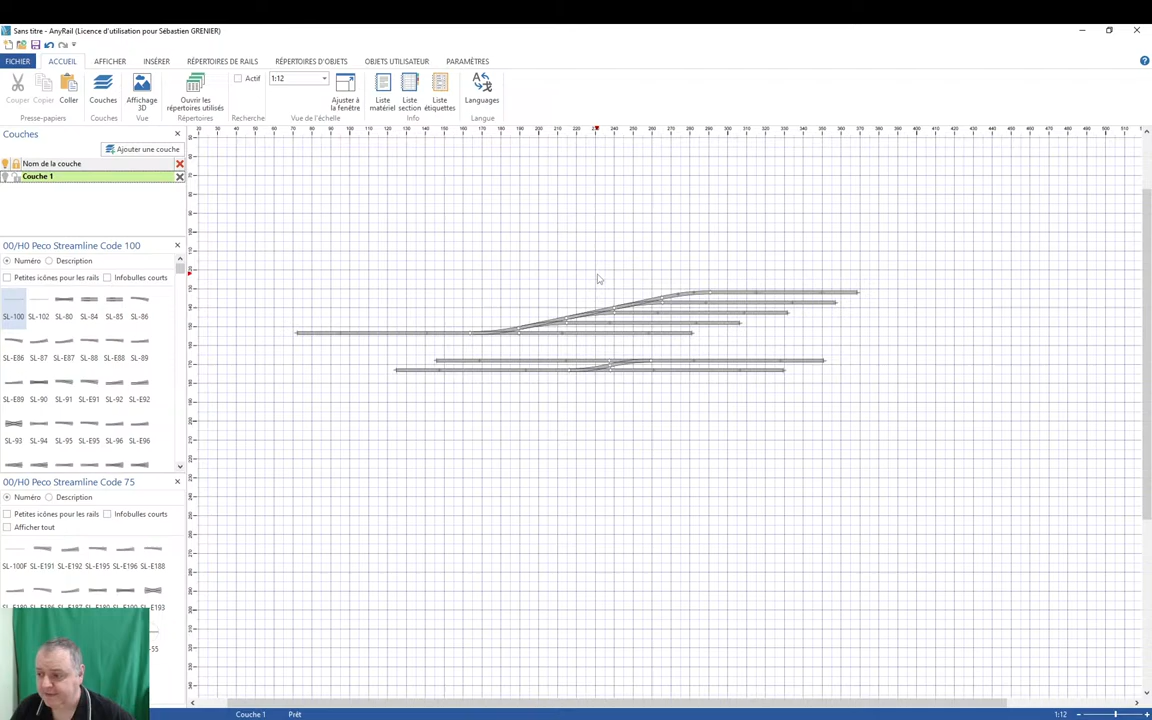 Sans titre - AnyRail (Licence d'utilisation pour Sébastien GRENIER)
FICHIER ACCUEIL AFFICHER INSÉRER RÉPERTOIRES DE RAILS RÉPERTOIRES D'OBJETS OBJETS UTILISATEUR PARAMÈTRES
Actif 1:12
Couper Copier Coller Couches Affichage 3D Ouvrir les répertoires utilisés Ajuster à la fenêtre Liste matériel Liste section Liste étiquettes Languages
Presse-papiers Couches Vue Répertoires Recherche Vue de l'échelle Info Langue
Couches
Ajouter une couche
Nom de la couche
Couche 1
00/H0 Peco Streamline Code 100
Numéro Description
Petites icônes pour les rails Infobulles courts
SL-100 SL-102 SL-80 SL-84 SL-85 SL-86
SL-E86 SL-87 SL-E87 SL-88 SL-E88 SL-89
SL-E89 SL-90 SL-91 SL-E91 SL-92 SL-E92
SL-93 SL-94 SL-95 SL-E95 SL-96 SL-E96
00/H0 Peco Streamline Code 75
Numéro Description
Petites icônes pour les rails Infobulles courts
Afficher tout
SL-100F SL-E191 SL-E192 SL-E195 SL-E196 SL-E188
Couche 1 Prêt 1:12